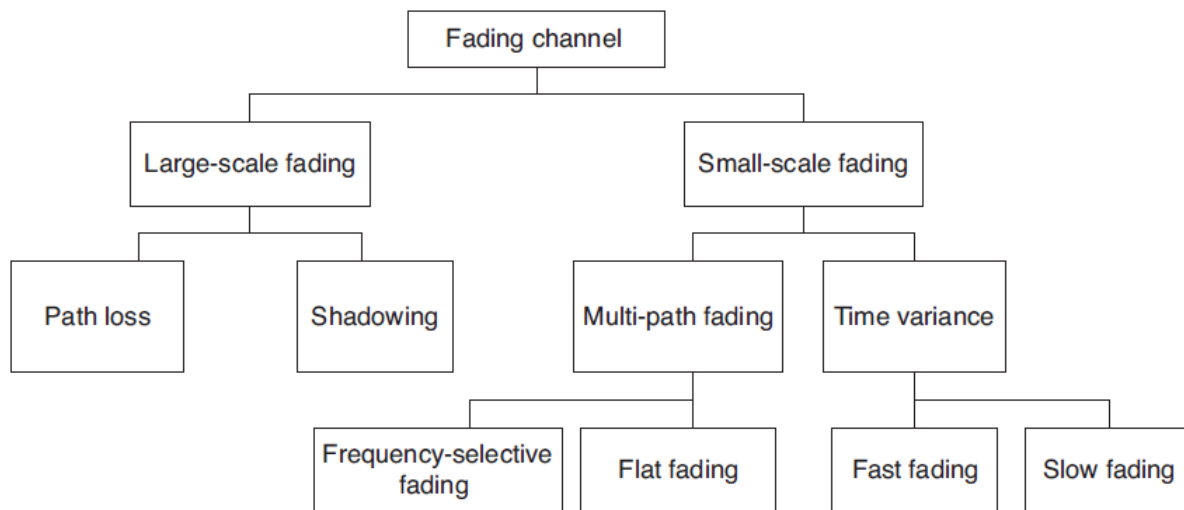 Fading channel
Large-scale fading
Small-scale fading
Path loss
Shadowing
Multi-path fading
Time variance
Frequency-selective
fading
Flat fading
Fast fading
Slow fading